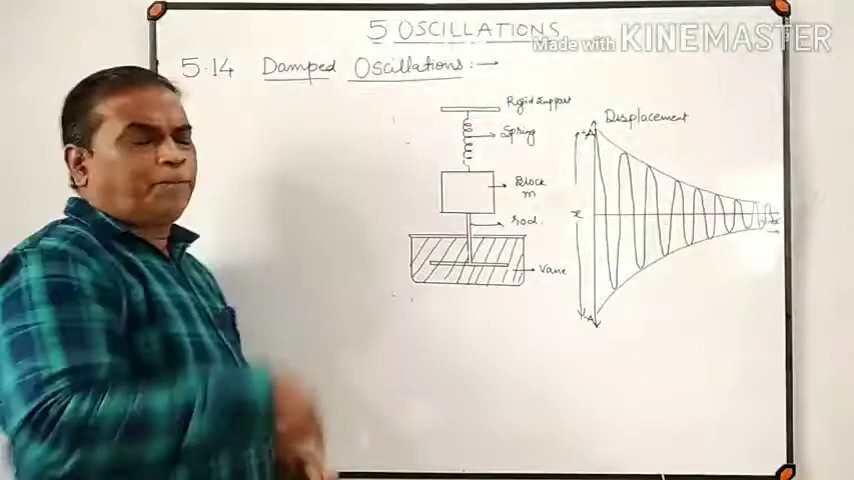 5 OSCILLATIONS
Made with KINEMASTER
5.14 Damped Oscillations :→
Rigid support
Spring
Block
m
rod.
Vane
Displacement
+A
x
-A